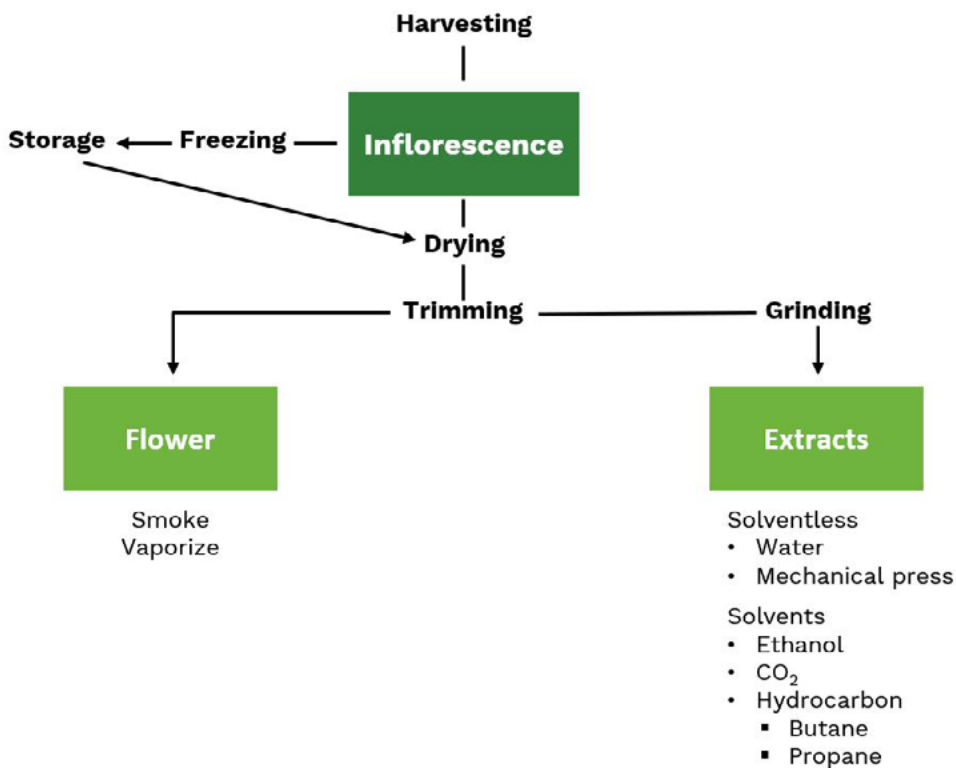 Harvesting
Inflorescence
Storage
Freezing
Drying
Trimming
Grinding
Flower
Smoke
Vaporize
Extracts
Solventless
• Water
• Mechanical press
Solvents
• Ethanol
• CO₂
• Hydrocarbon
▪ Butane
▪ Propane